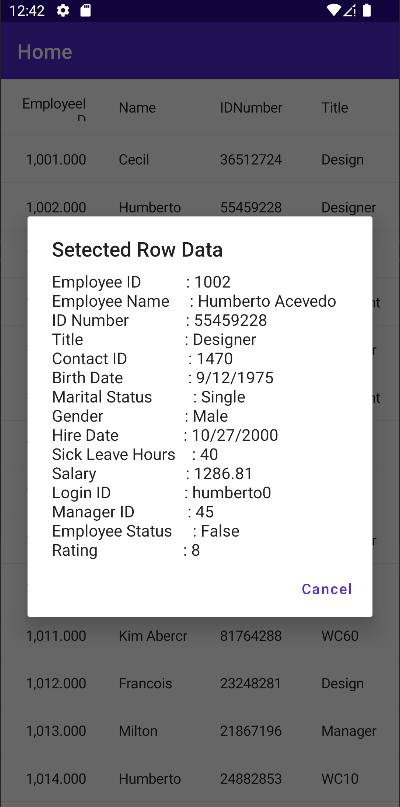 12:42
Home
EmployeeI Name IDNumber Title
D
1,001.000 Cecil 36512724 Design
1,002.000 Humberto 55459228 Designer
Setected Row Data
Employee ID : 1002
Employee Name : Humberto Acevedo
ID Number : 55459228
Title : Designer
Contact ID : 1470
Birth Date : 9/12/1975
Marital Status : Single
Gender : Male
Hire Date : 10/27/2000
Sick Leave Hours : 40
Salary : 1286.81
Login ID : humberto0
Manager ID : 45
Employee Status : False
Rating : 8
Cancel
1,011.000 Kim Abercr 81764288 WC60
1,012.000 Francois 23248281 Design
1,013.000 Milton 21867196 Manager
1,014.000 Humberto 24882853 WC10